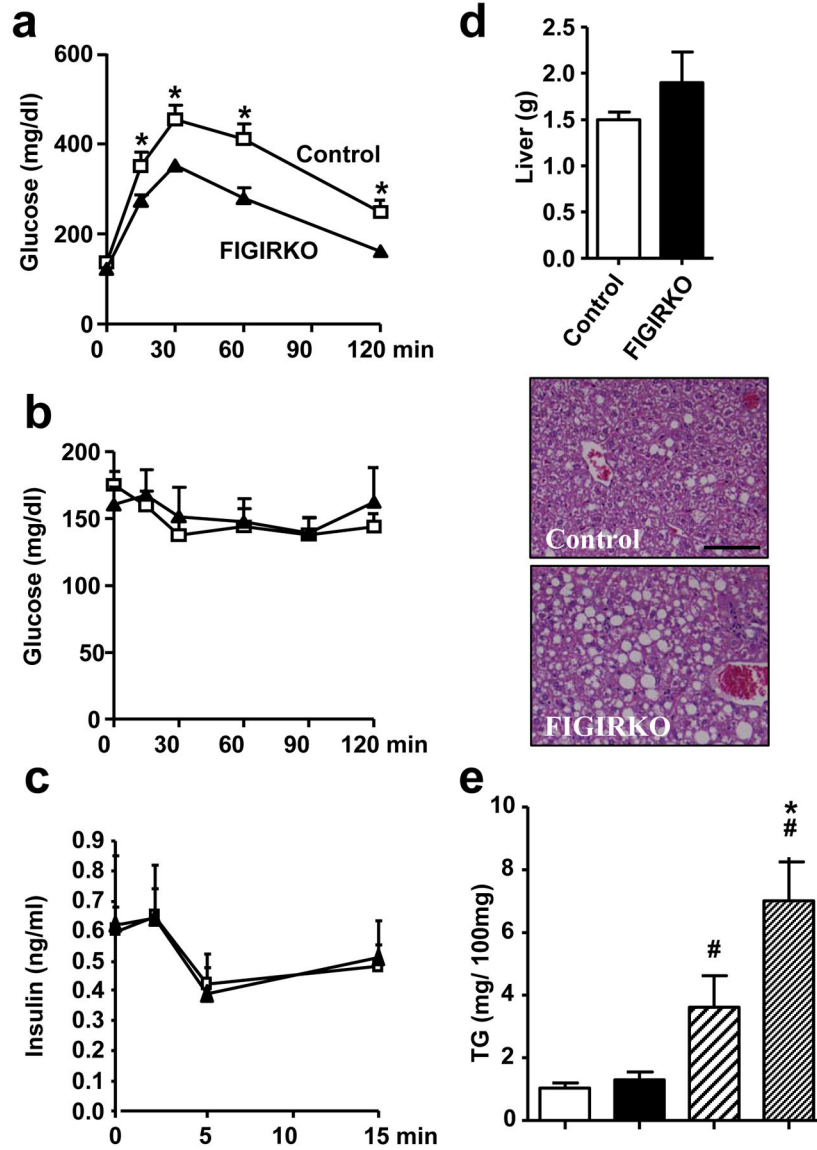 a
600
400
200
0
Glucose (mg/dl)
*
*
*
*
Control
FIGIRKO
0 30 60 90 120 min
b
200
150
100
50
0
Glucose (mg/dl)
0 30 60 90 120 min
c
0.9
0.8
0.7
0.6
0.5
0.4
0.3
0.2
0.1
0.0
Insulin (ng/ml)
0 5 10 15 min
d
2.5
2.0
1.5
1.0
0.5
0.0
Liver (g)
Control
FIGIRKO
Control
FIGIRKO
e
10
8
6
4
2
0
TG (mg/ 100mg)
#
*
#